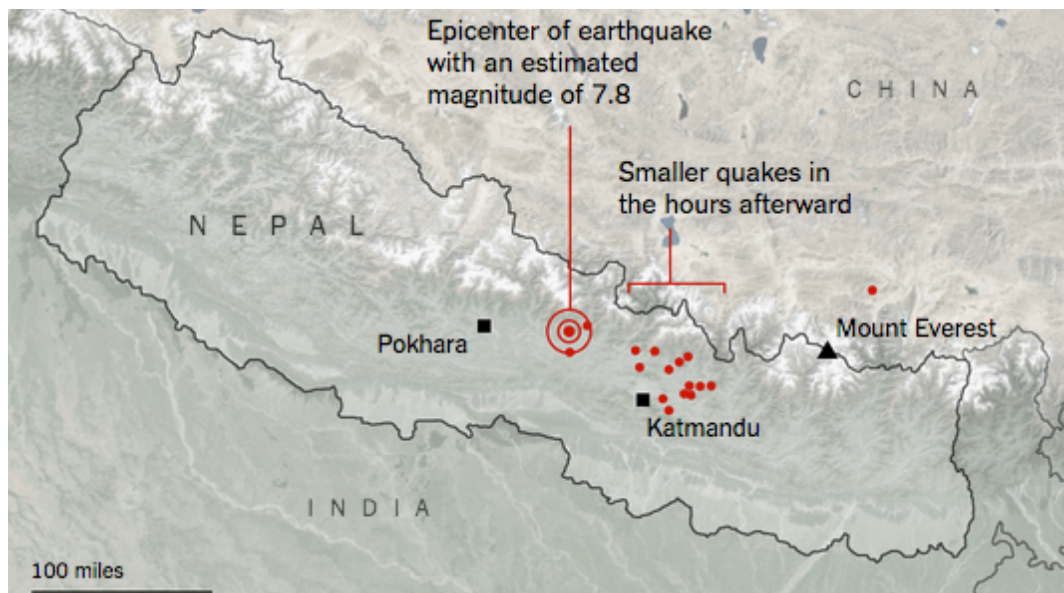 Epicenter of earthquake
with an estimated
magnitude of 7.8
CHINA
Smaller quakes in
the hours afterward
NEPAL
Mount Everest
Pokhara
Katmandu
INDIA
100 miles